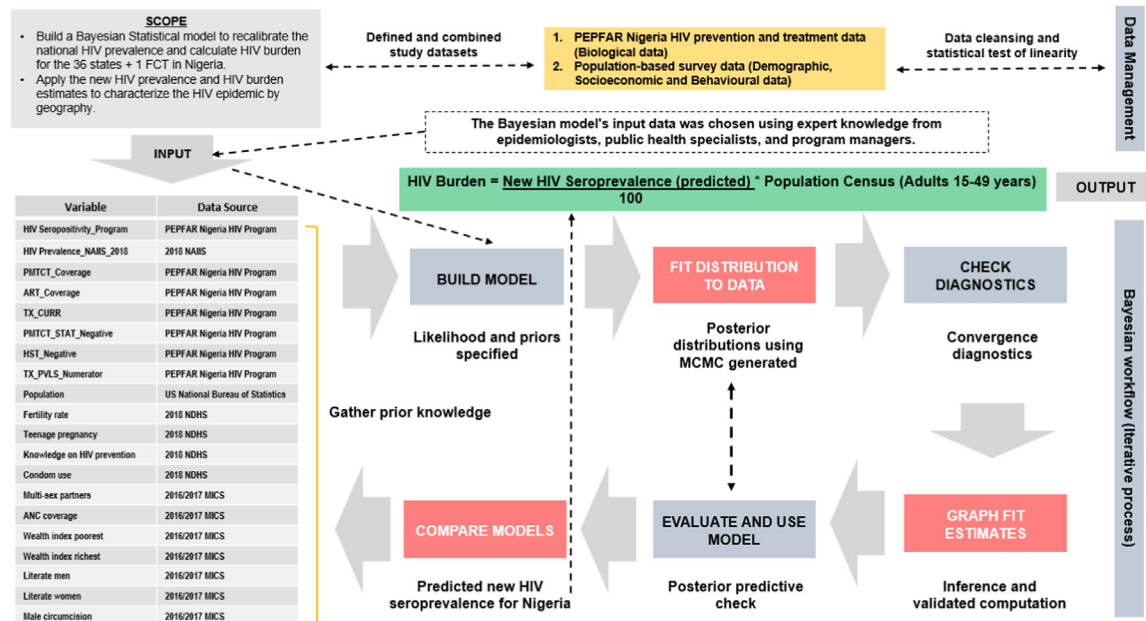 SCOPE
• Build a Bayesian Statistical model to recalibrate the
national HIV prevalence and calculate HIV burden
for the 36 states + 1 FCT in Nigeria.
• Apply the new HIV prevalence and HIV burden
estimates to characterize the HIV epidemic by
geography.
Defined and combined
study datasets
1. PEPFAR Nigeria HIV prevention and treatment data
(Biological data)
2. Population-based survey data (Demographic,
Socioeconomic and Behavioural data)
Data cleansing and
statistical test of linearity
Data Management
The Bayesian model's input data was chosen using expert knowledge from
epidemiologists, public health specialists, and program managers.
INPUT
HIV Burden = New HIV Seroprevalence (predicted) * Population Census (Adults 15-49 years)
100
OUTPUT
Variable Data Source
HIV Seropositivity_Program PEPFAR Nigeria HIV Program
HIV Prevalence_NAIIS_2018 2018 NAIIS
PMTCT_Coverage PEPFAR Nigeria HIV Program
ART_Coverage PEPFAR Nigeria HIV Program
TX_CURR PEPFAR Nigeria HIV Program
PMTCT_STAT_Negative PEPFAR Nigeria HIV Program
HST_Negative PEPFAR Nigeria HIV Program
TX_PVLS_Numerator PEPFAR Nigeria HIV Program
Population US National Bureau of Statistics
Fertility rate 2018 NDHS
Teenage pregnancy 2018 NDHS
Knowledge on HIV prevention 2018 NDHS
Condom use 2018 NDHS
Multi-sex partners 2016/2017 MICS
ANC coverage 2016/2017 MICS
Wealth index poorest 2016/2017 MICS
Wealth index richest 2016/2017 MICS
Literate men 2016/2017 MICS
Literate women 2016/2017 MICS
Male circumcision 2016/2017 MICS
Gather prior knowledge
BUILD MODEL
Likelihood and priors
specified
FIT DISTRIBUTION
TO DATA
Posterior
distributions using
MCMC generated
CHECK
DIAGNOSTICS
Convergence
diagnostics
GRAPH FIT
ESTIMATES
Inference and
validated computation
EVALUATE AND USE
MODEL
Posterior predictive
check
COMPARE MODELS
Predicted new HIV
seroprevalence for Nigeria
Bayesian workflow (Iterative process)